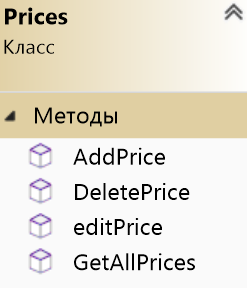 Prices
Класс
Методы
AddPrice
DeletePrice
editPrice
GetAllPrices